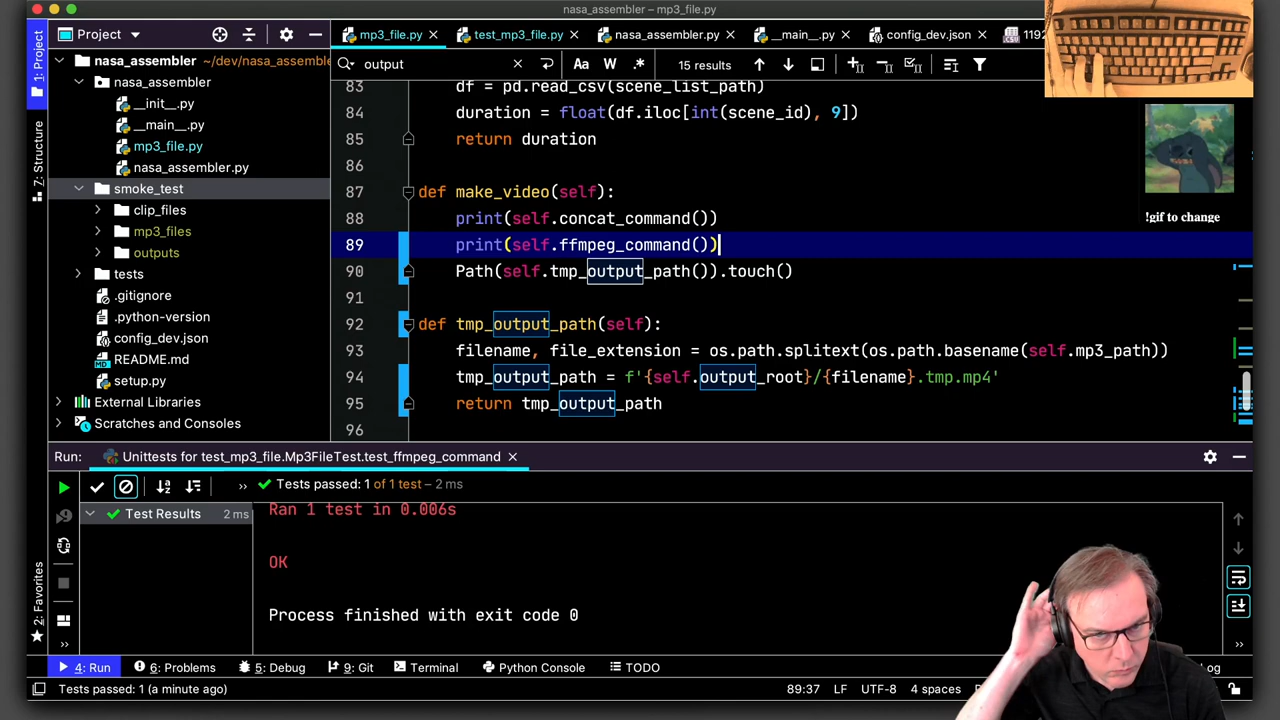 nasa_assembler – mp3_file.py
Project
mp3_file.py
test_mp3_file.py
nasa_assembler.py
__main__.py
config_dev.json
output
Aa
W
.*
15 results
1: Project
7: Structure
2: Favorites
nasa_assembler ~/dev/nasa_assemble
nasa_assembler
__init__.py
__main__.py
mp3_file.py
nasa_assembler.py
smoke_test
clip_files
mp3_files
outputs
tests
.gitignore
.python-version
config_dev.json
README.md
setup.py
External Libraries
Scratches and Consoles
83 df = pd.read_csv(scene_list_path)
84 duration = float(df.iloc[int(scene_id), 9])
85 return duration
86
87 def make_video(self):
88 print(self.concat_command())
89 print(self.ffmpeg_command())
90 Path(self.tmp_output_path()).touch()
91
92 def tmp_output_path(self):
93 filename, file_extension = os.path.splitext(os.path.basename(self.mp3_path))
94 tmp_output_path = f'{self.output_root}/{filename}.tmp.mp4'
95 return tmp_output_path
96
!gif to change
Run: Unittests for test_mp3_file.Mp3FileTest.test_ffmpeg_command
Tests passed: 1 of 1 test – 2 ms
Test Results 2 ms
Ran 1 test in 0.006s
OK
Process finished with exit code 0
4: Run
6: Problems
5: Debug
9: Git
Terminal
Python Console
TODO
Tests passed: 1 (a minute ago)
89:37
LF
UTF-8
4 spaces